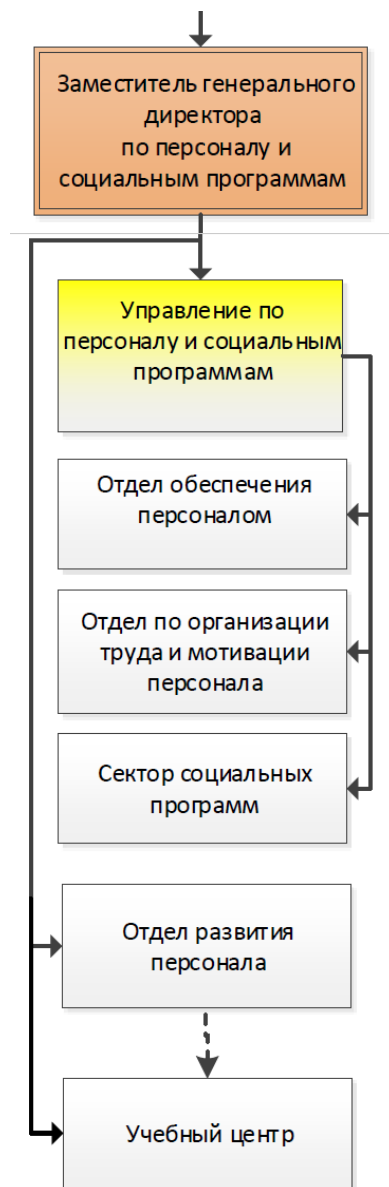 Заместитель генерального
директора
по персоналу и
социальным программам
Управление по
персоналу и социальным
программам
Отдел обеспечения
персоналом
Отдел по организации
труда и мотивации
персонала
Сектор социальных
программ
Отдел развития
персонала
Учебный центр